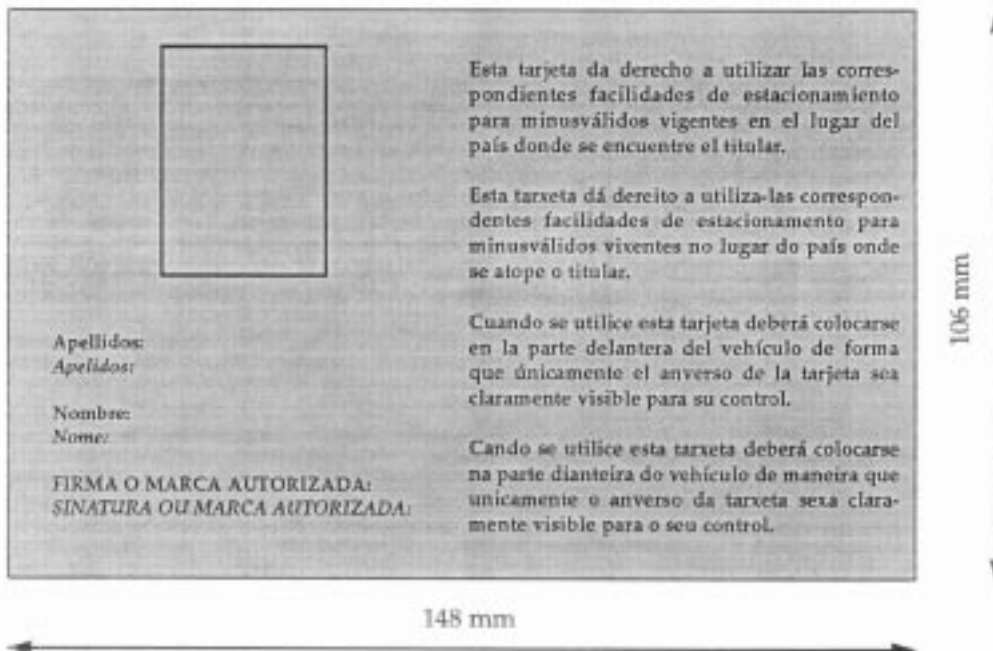 Apellidos:
Apelidos:
Nombre:
Nome:
FIRMA O MARCA AUTORIZADA:
SINATURA OU MARCA AUTORIZADA:
Esta tarjeta da derecho a utilizar las corres-
pondientes facilidades de estacionamiento
para minusválidos vigentes en el lugar del
país donde se encuentre el titular.
Esta tarxeta dá dereito a utiliza-las correspon-
dentes facilidades de estacionamento para
minusválidos vixentes no lugar do país onde
se atope o titular.
Cuando se utilice esta tarjeta deberá colocarse
en la parte delantera del vehículo de forma
que únicamente el anverso de la tarjeta sea
claramente visible para su control.
Cando se utilice esta tarxeta deberá colocarse
na parte dianteira do vehículo de maneira que
unicamente o anverso da tarxeta sexa clara-
mente visible para o seu control.
106 mm
148 mm